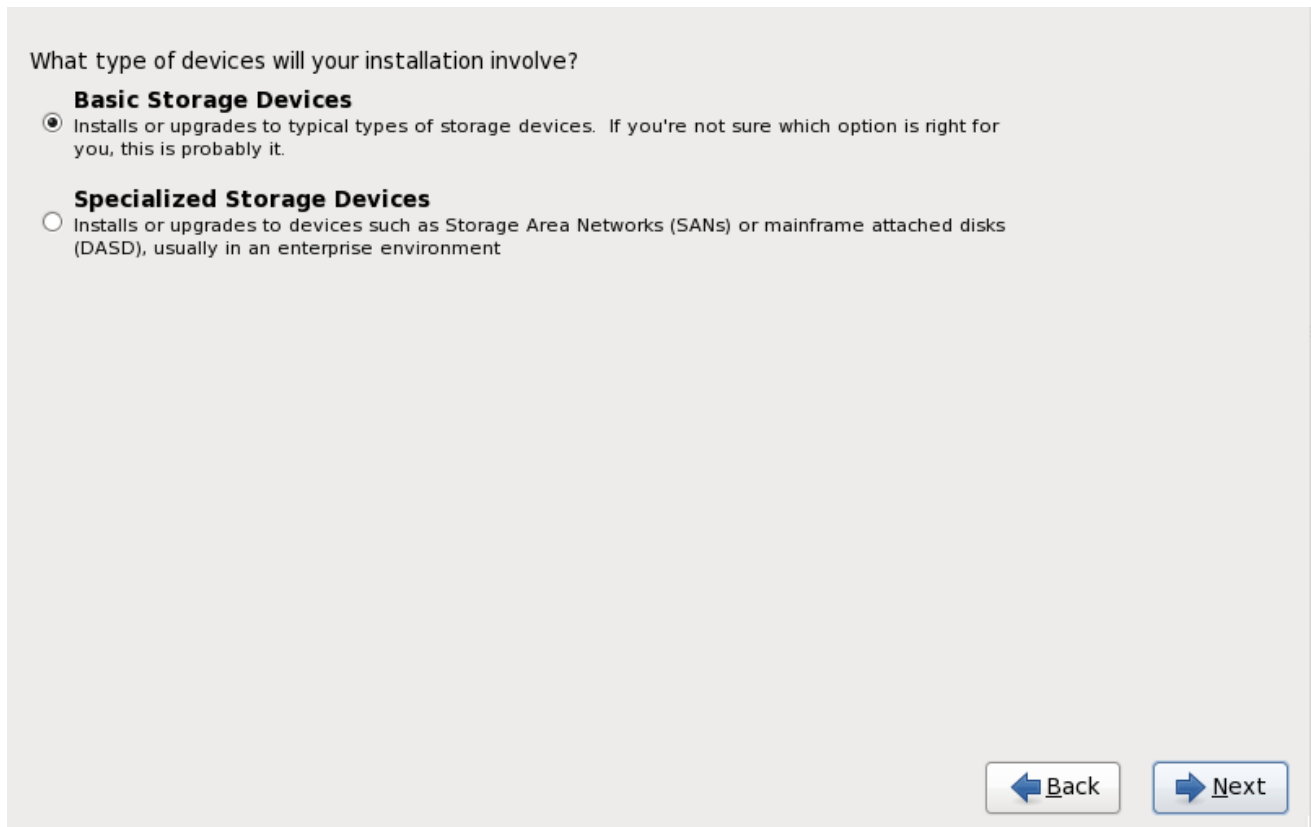 What type of devices will your installation involve?
Basic Storage Devices
Installs or upgrades to typical types of storage devices.  If you're not sure which option is right for
you, this is probably it.
Specialized Storage Devices
Installs or upgrades to devices such as Storage Area Networks (SANs) or mainframe attached disks
(DASD), usually in an enterprise environment
Back
Next